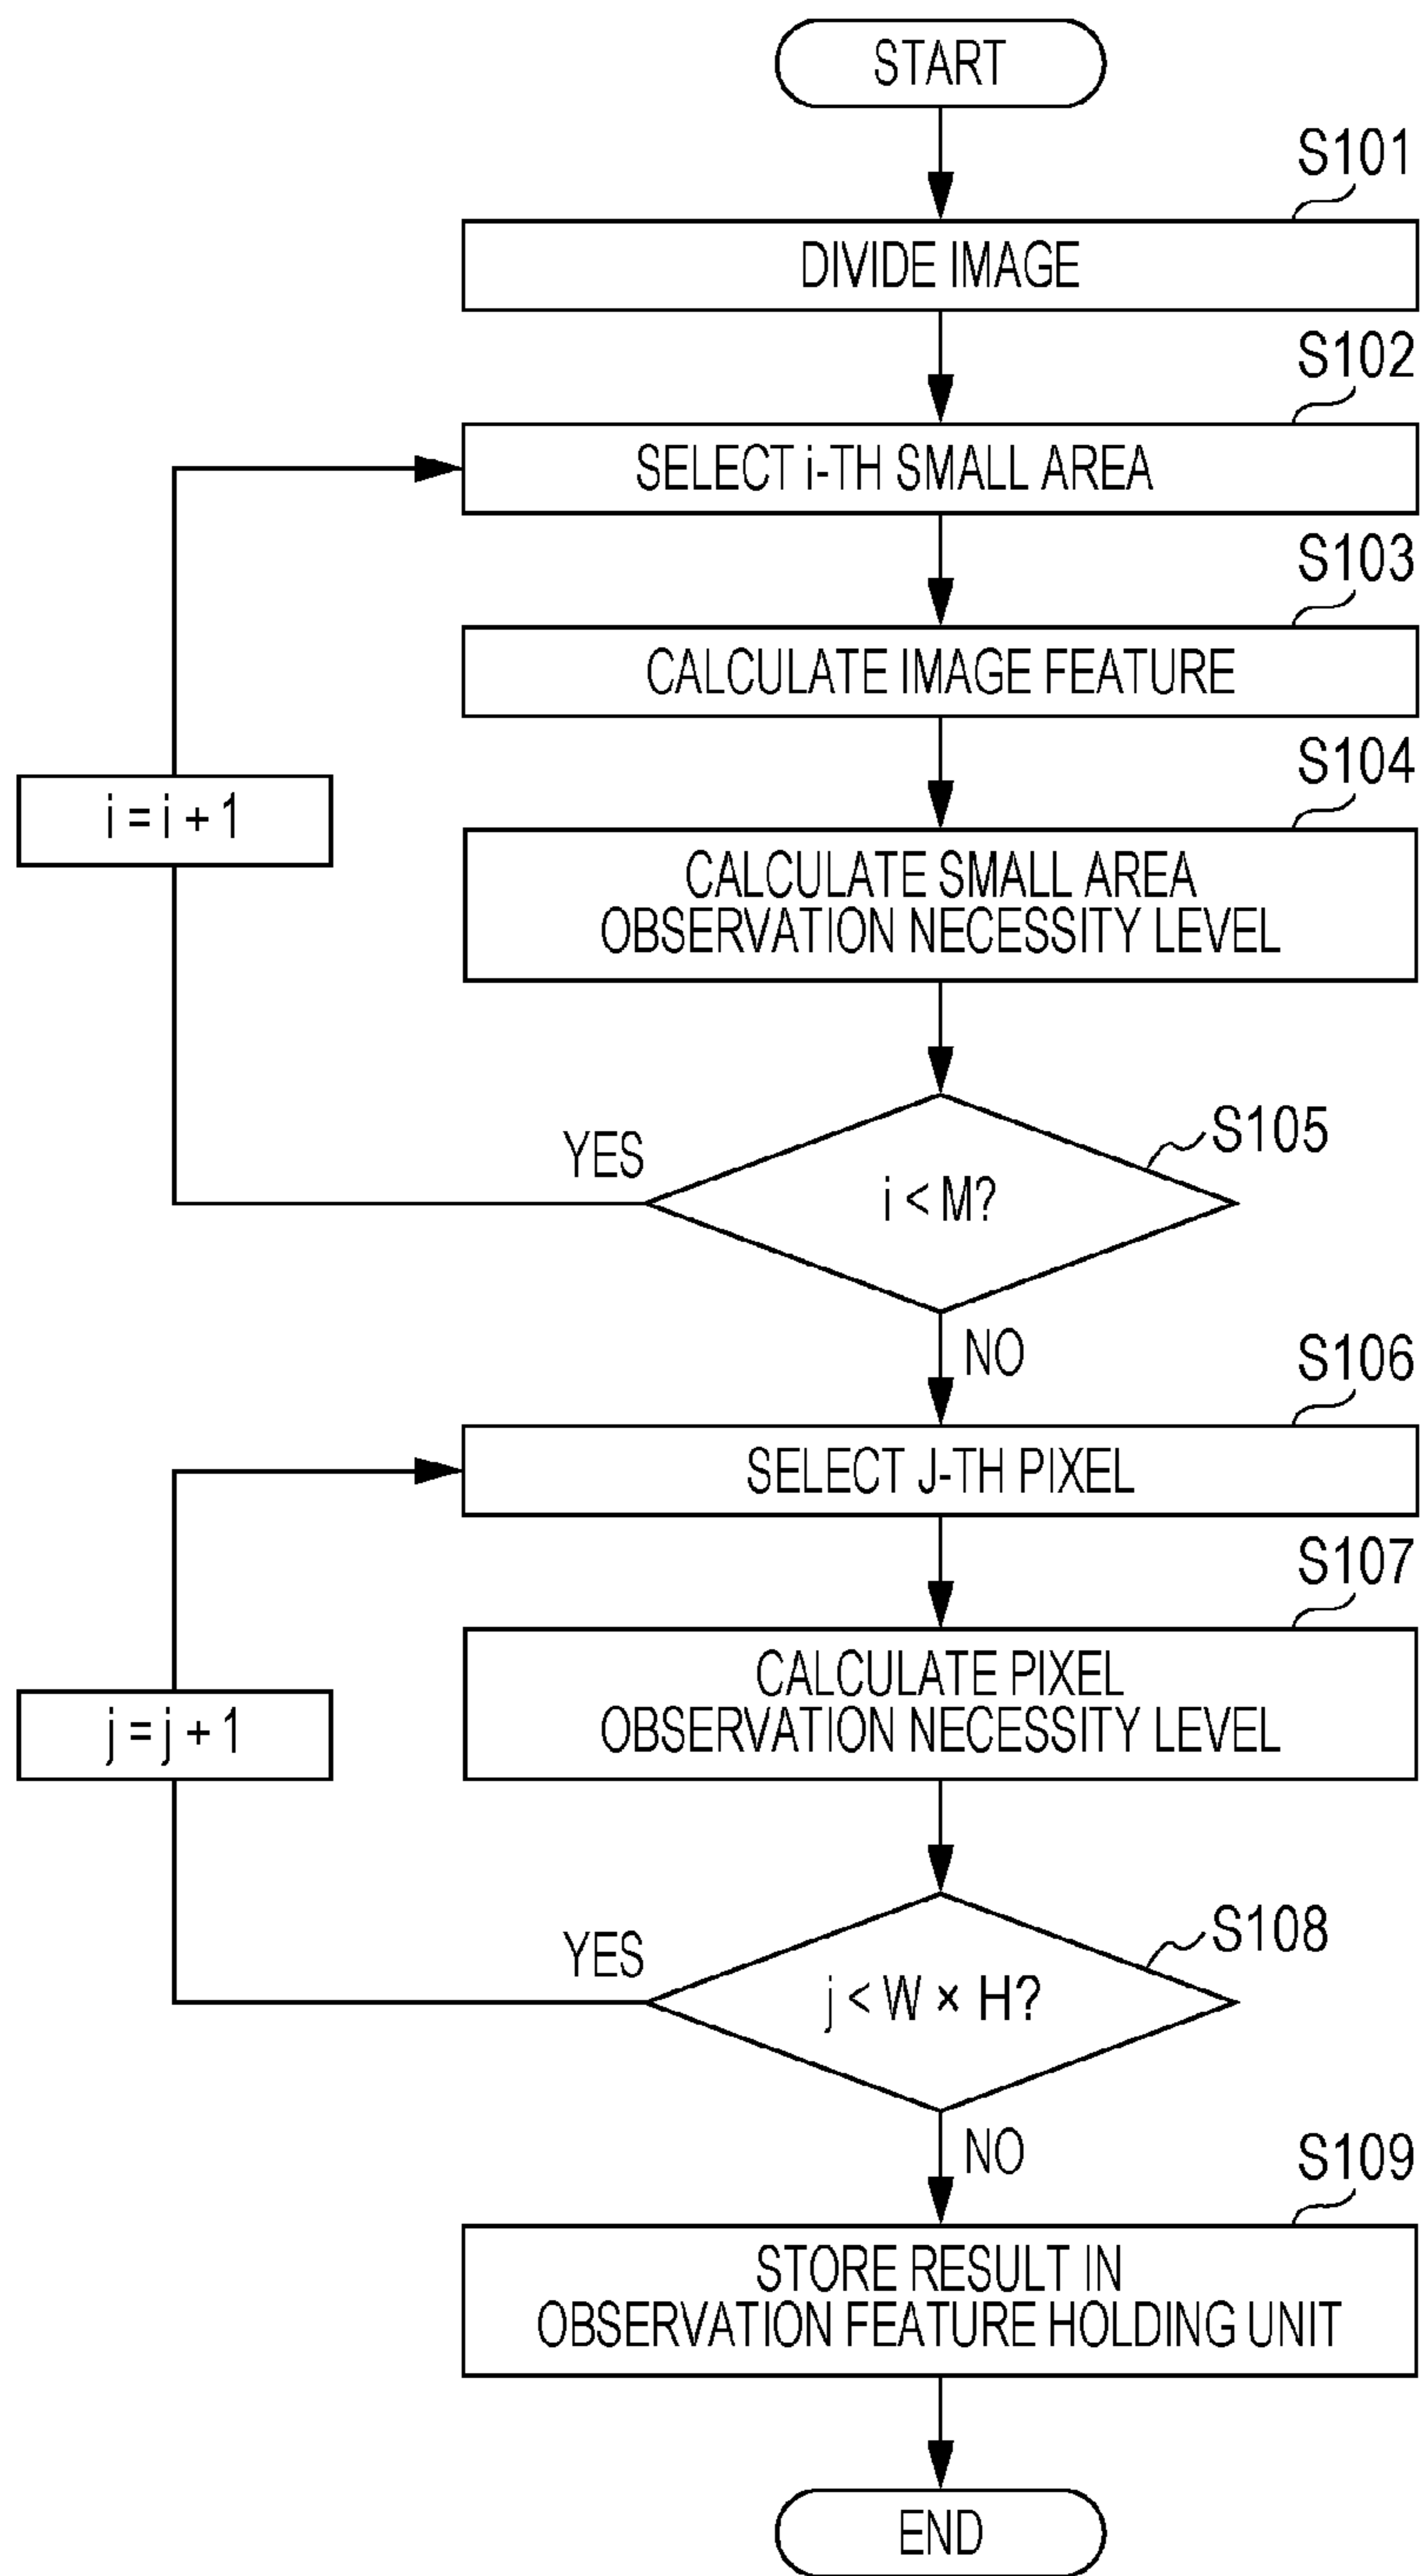 START
S101
DIVIDE IMAGE
S102
SELECT i-TH SMALL AREA
S103
CALCULATE IMAGE FEATURE
S104
i = i + 1
CALCULATE SMALL AREA
OBSERVATION NECESSITY LEVEL
S105
YES
i < M?
NO
S106
SELECT J-TH PIXEL
S107
CALCULATE PIXEL
OBSERVATION NECESSITY LEVEL
j = j + 1
S108
YES
j < W × H?
NO
S109
STORE RESULT IN
OBSERVATION FEATURE HOLDING UNIT
END